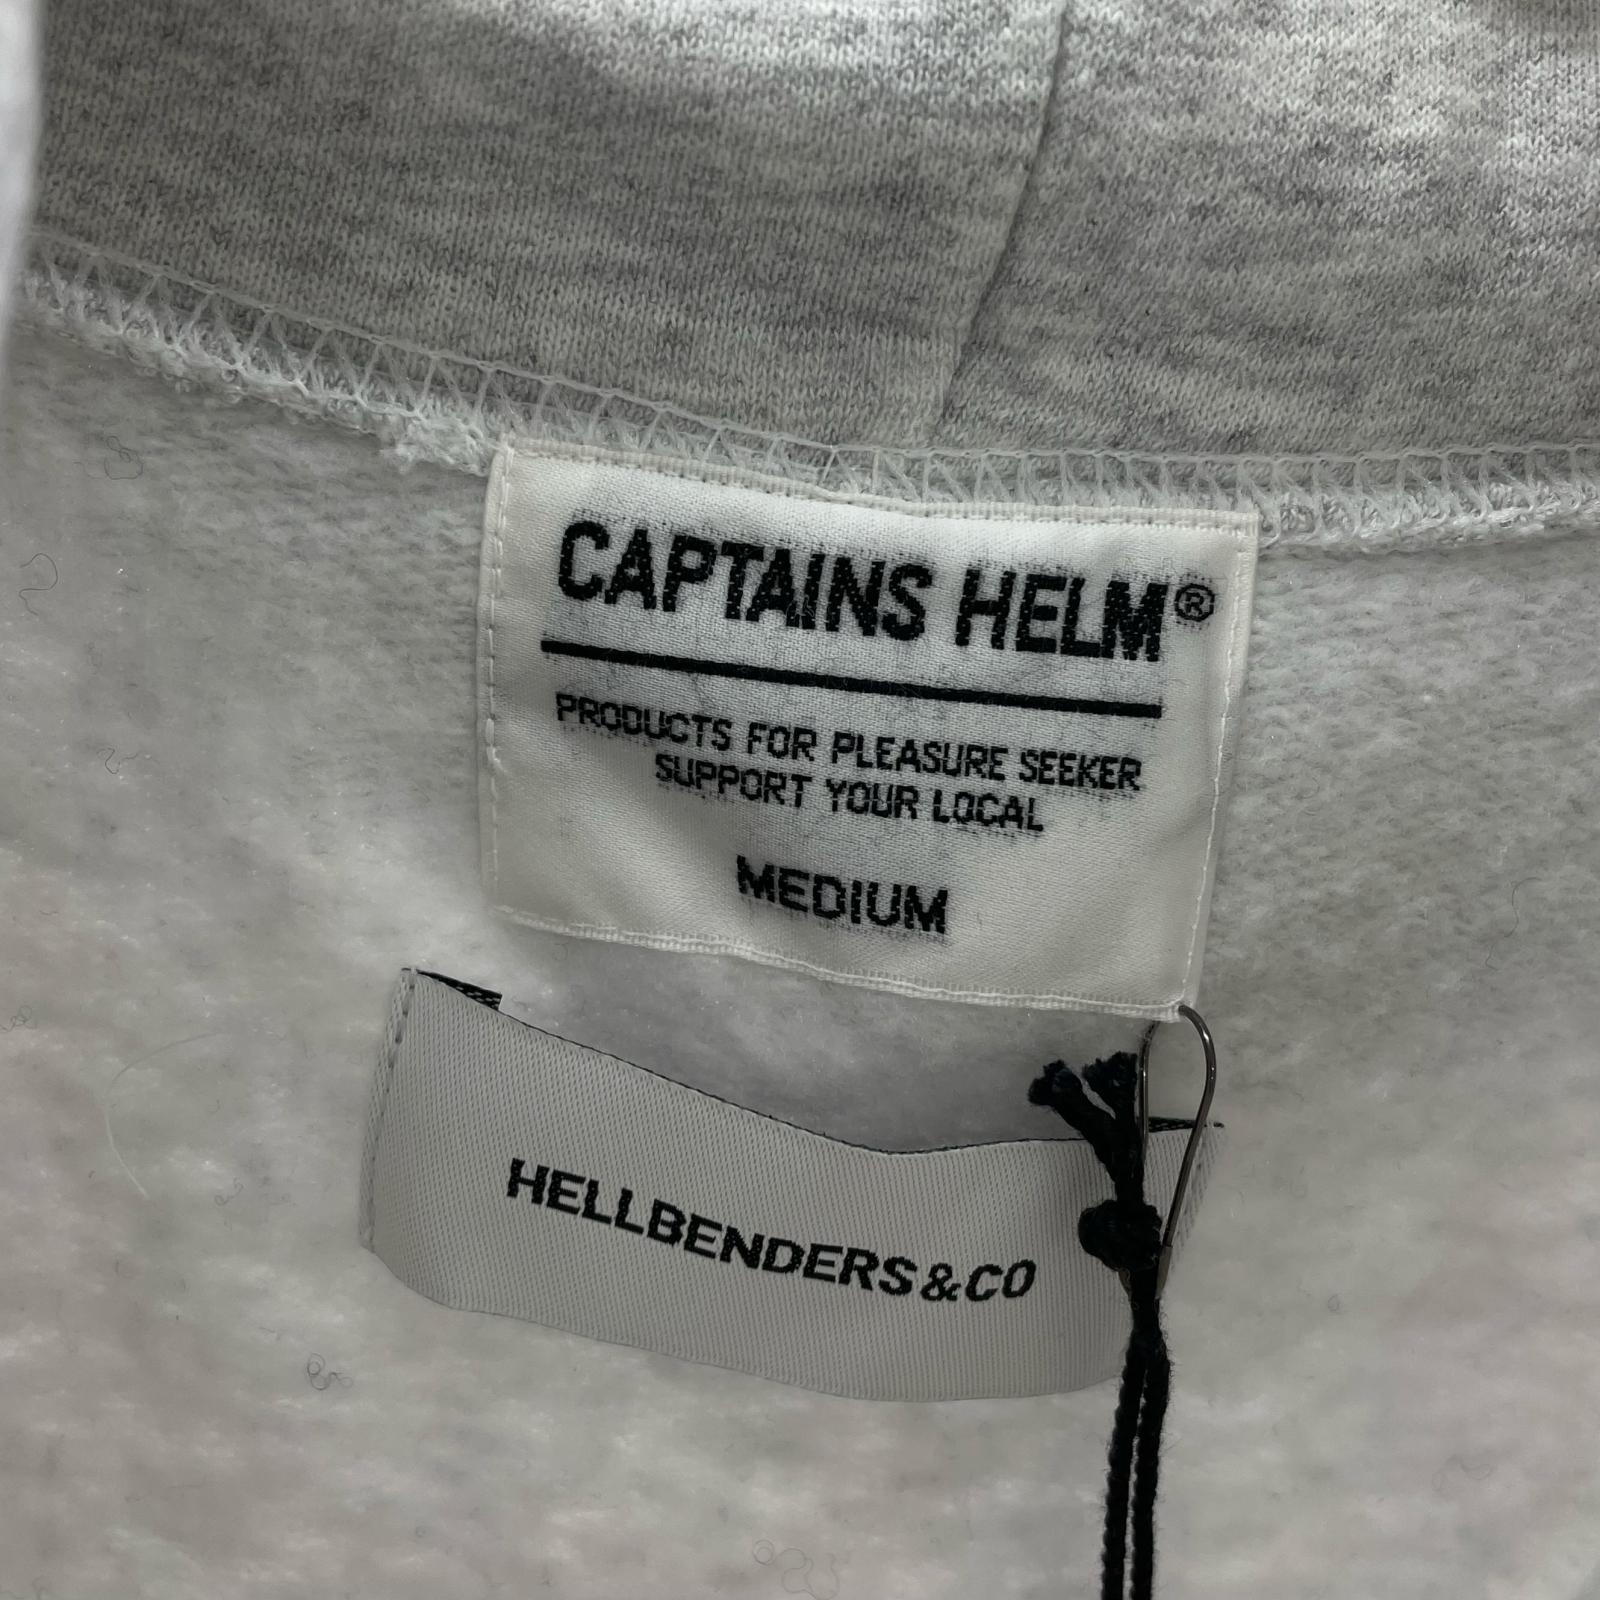 CAPTAINS HELM®
PRODUCTS FOR PLEASURE SEEKER
SUPPORT YOUR LOCAL
MEDIUM
HELLBENDERS&CO